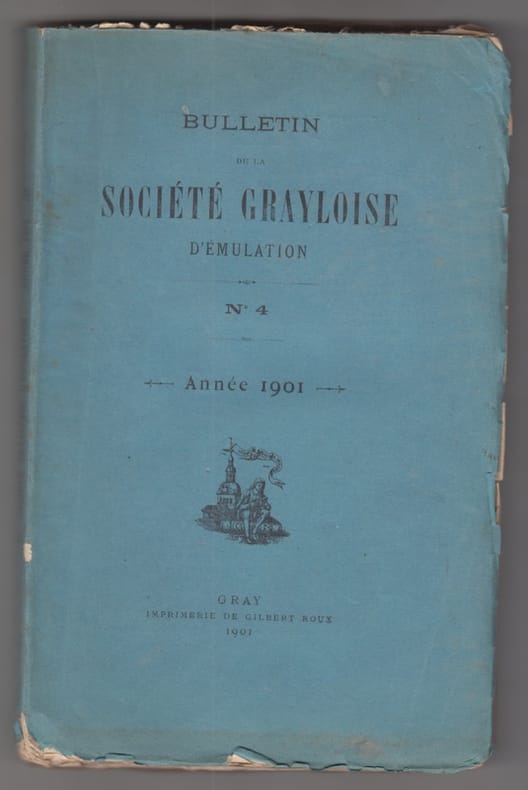 BULLETIN
DE LA
SOCIÉTÉ GRAYLOISE
D'ÉMULATION
N° 4
Année 1901
GRAY
IMPRIMERIE DE GILBERT ROUX
1901